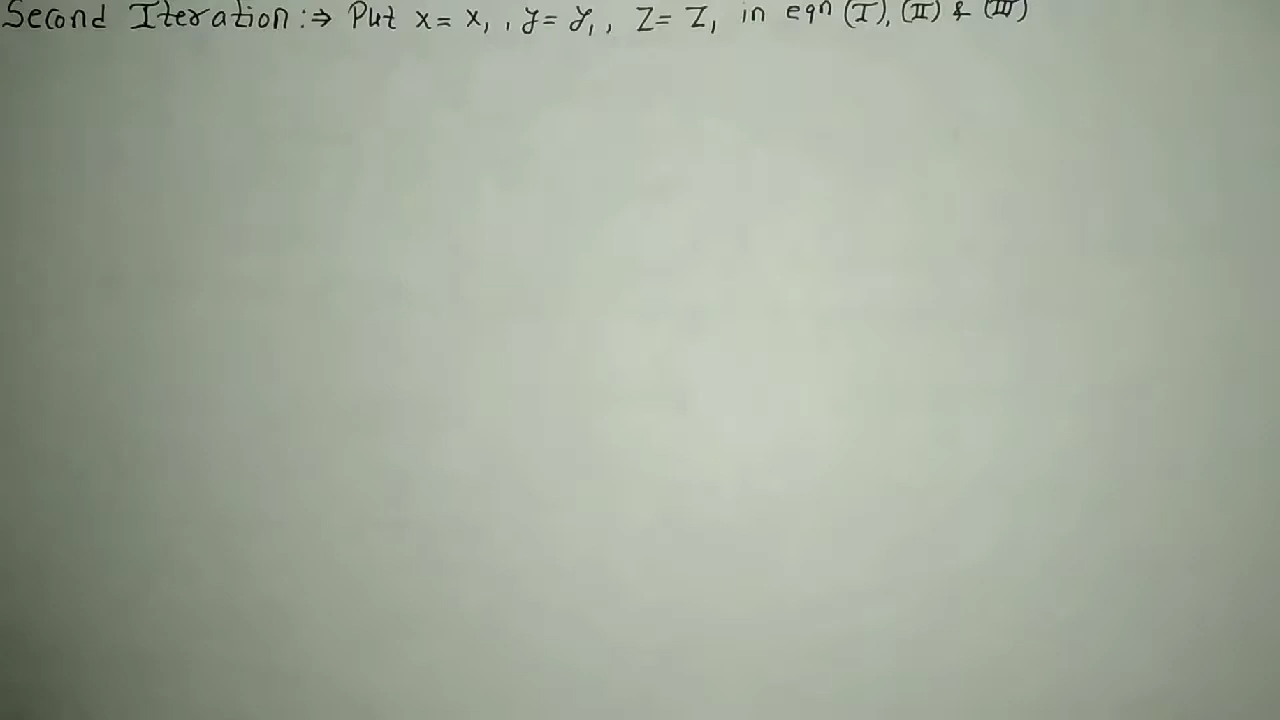 Second Iteration :⇒ Put x = x₁, y = y₁, z = z₁ in eqn (I), (II) & (III)